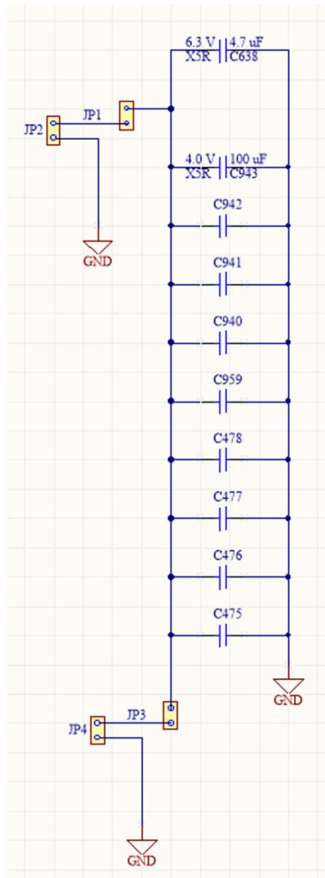 6.3 V 4.7 uF
X5R C638
JP1
JP2
GND
4.0 V 100 uF
X5R C943
C942
C941
C940
C959
C478
C477
C476
C475
GND
JP3
JP4
GND